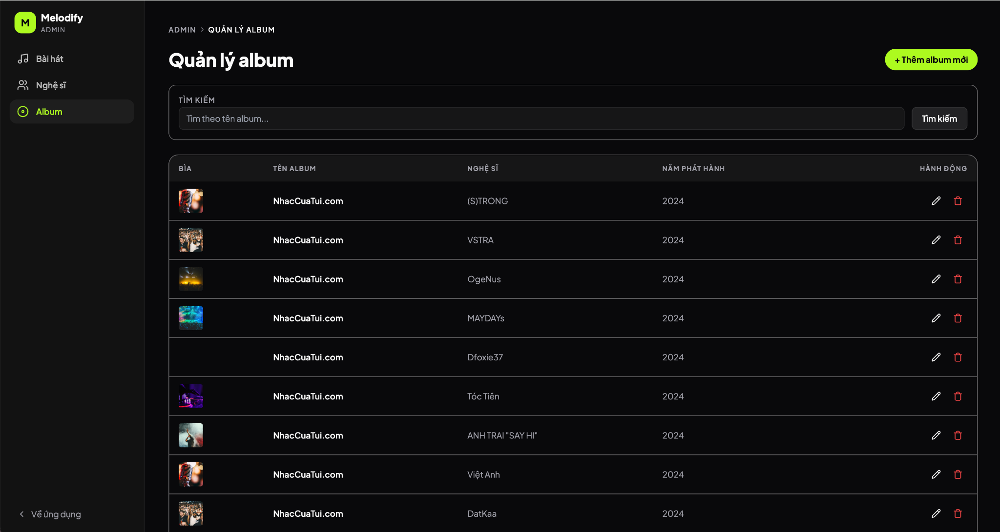 M
Melodify
ADMIN
Bài hát
Nghệ sĩ
Album
Về ứng dụng
ADMIN > QUẢN LÝ ALBUM
Quản lý album
+ Thêm album mới
TÌM KIẾM
Tìm theo tên album...
Tìm kiếm
BÌA TÊN ALBUM NGHỆ SĨ NĂM PHÁT HÀNH HÀNH ĐỘNG
NhacCuaTui.com (S)TRONG 2024
NhacCuaTui.com VSTRA 2024
NhacCuaTui.com OgeNus 2024
NhacCuaTui.com MAYDAYs 2024
NhacCuaTui.com Dfoxie37 2024
NhacCuaTui.com Tóc Tiên 2024
NhacCuaTui.com ANH TRAI "SAY HI" 2024
NhacCuaTui.com Việt Anh 2024
NhacCuaTui.com DatKaa 2024